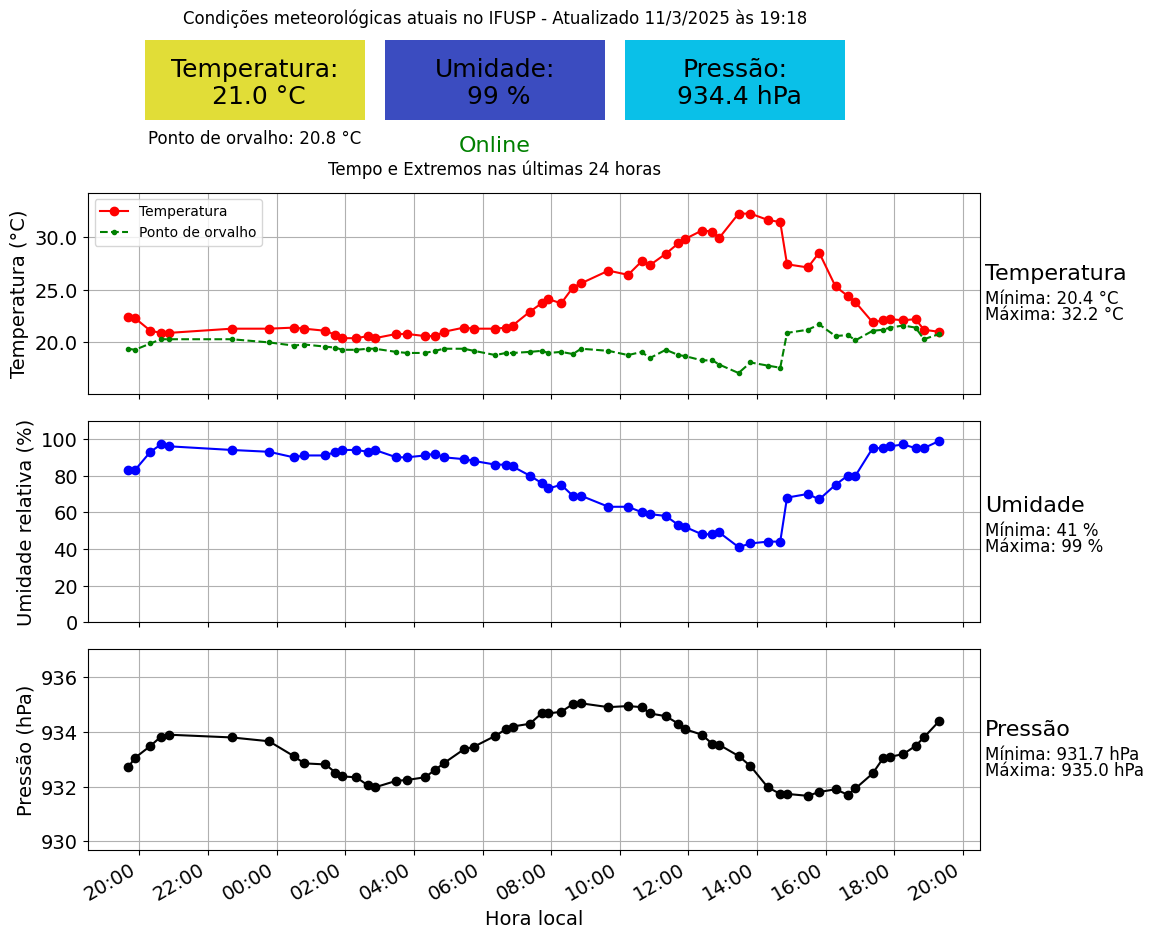 Condições meteorológicas atuais no IFUSP - Atualizado 11/3/2025 às 19:18
Temperatura:
21.0 °C
Umidade:
99 %
Pressão:
934.4 hPa
Ponto de orvalho: 20.8 °C
Online
Tempo e Extremos nas últimas 24 horas
Temperatura (°C)
30.0
25.0
20.0
Temperatura
Ponto de orvalho
Temperatura
Mínima: 20.4 °C
Máxima: 32.2 °C
Umidade relativa (%)
100
80
60
40
20
0
Umidade
Mínima: 41 %
Máxima: 99 %
Pressão (hPa)
936
934
932
930
Pressão
Mínima: 931.7 hPa
Máxima: 935.0 hPa
20:00
22:00
00:00
02:00
04:00
06:00
08:00
10:00
12:00
14:00
16:00
18:00
20:00
Hora local